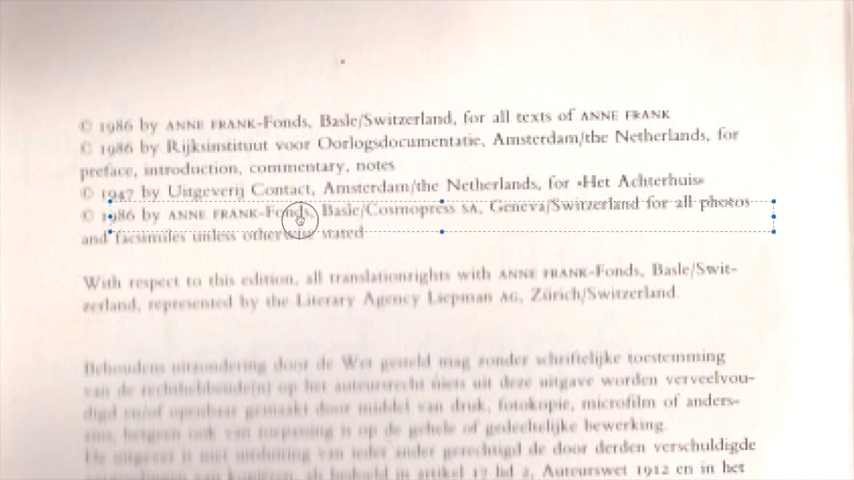 © 1986 by ANNE FRANK-Fonds, Basle/Switzerland, for all texts of ANNE FRANK
© 1986 by Rijksinstituut voor Oorlogsdocumentatie, Amsterdam/the Netherlands, for
preface, introduction, commentary, notes
© 1947 by Uitgeverij Contact, Amsterdam/the Netherlands, for «Het Achterhuis»
© 1986 by ANNE FRANK-Fonds, Basle/Cosmopress SA, Geneva/Switzerland for all photos
and facsimiles unless otherwise stated
With respect to this edition, all translationrights with ANNE FRANK-Fonds, Basle/Swit-
zerland, represented by the Literary Agency Liepman AG, Zürich/Switzerland.
Behoudens uitzondering door de Wet gesteld mag zonder schriftelijke toestemming
van de rechthebbende(n) op het auteursrecht niets uit deze uitgave worden verveelvou-
digd en/of openbaar gemaakt door middel van druk, fotokopie, microfilm of anders-
zins, hetgeen ook van toepassing is op de gehele of gedeeltelijke bewerking.
De uitgever is met uitsluiting van ieder ander gerechtigd de door derden verschuldigde
vergoedingen van kopiëren, als bedoeld in artikel 17 lid 2, Auteurswet 1912 en in het